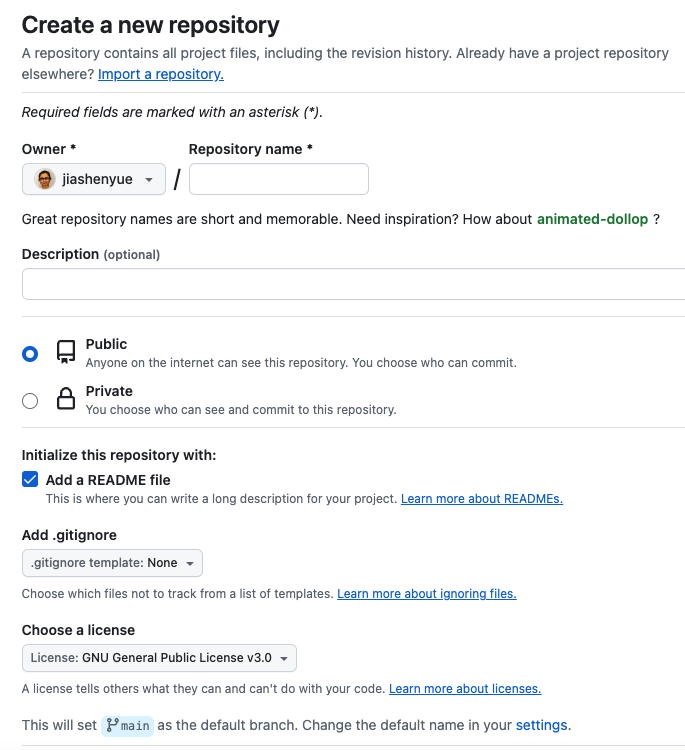 Create a new repository
A repository contains all project files, including the revision history. Already have a project repository
elsewhere? Import a repository.
Required fields are marked with an asterisk (*).
Owner * Repository name *
jiashenyue /
Great repository names are short and memorable. Need inspiration? How about animated-dollop ?
Description (optional)
Public
Anyone on the internet can see this repository. You choose who can commit.
Private
You choose who can see and commit to this repository.
Initialize this repository with:
Add a README file
This is where you can write a long description for your project. Learn more about READMEs.
Add .gitignore
.gitignore template: None
Choose which files not to track from a list of templates. Learn more about ignoring files.
Choose a license
License: GNU General Public License v3.0
A license tells others what they can and can't do with your code. Learn more about licenses.
This will set main as the default branch. Change the default name in your settings.